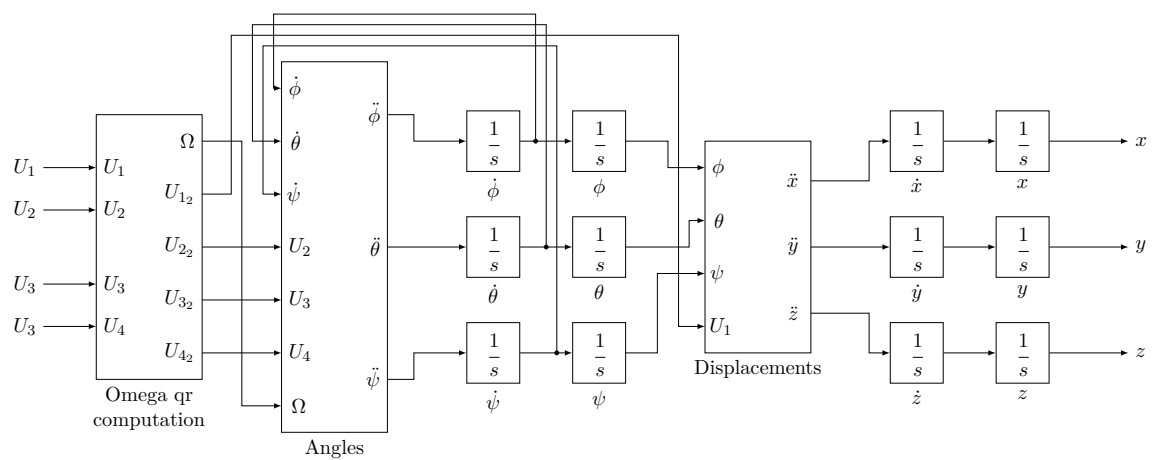 U₁
U₂
U₃
U₃
U₁
U₂
U₃
U₄
Ω
U₁₂
U₂₂
U₃₂
U₄₂
Omega qr
computation
ϕ̇
θ̇
ψ̇
U₂
U₃
U₄
Ω
ϕ̈
θ̈
ψ̈
Angles
1/s
ϕ̇
1/s
ϕ
1/s
θ̇
1/s
θ
1/s
ψ̇
1/s
ψ
ϕ
θ
ψ
U₁
ẍ
ÿ
z̈
Displacements
1/s
ẋ
1/s
x
x
1/s
ẏ
1/s
y
y
1/s
ż
1/s
z
z